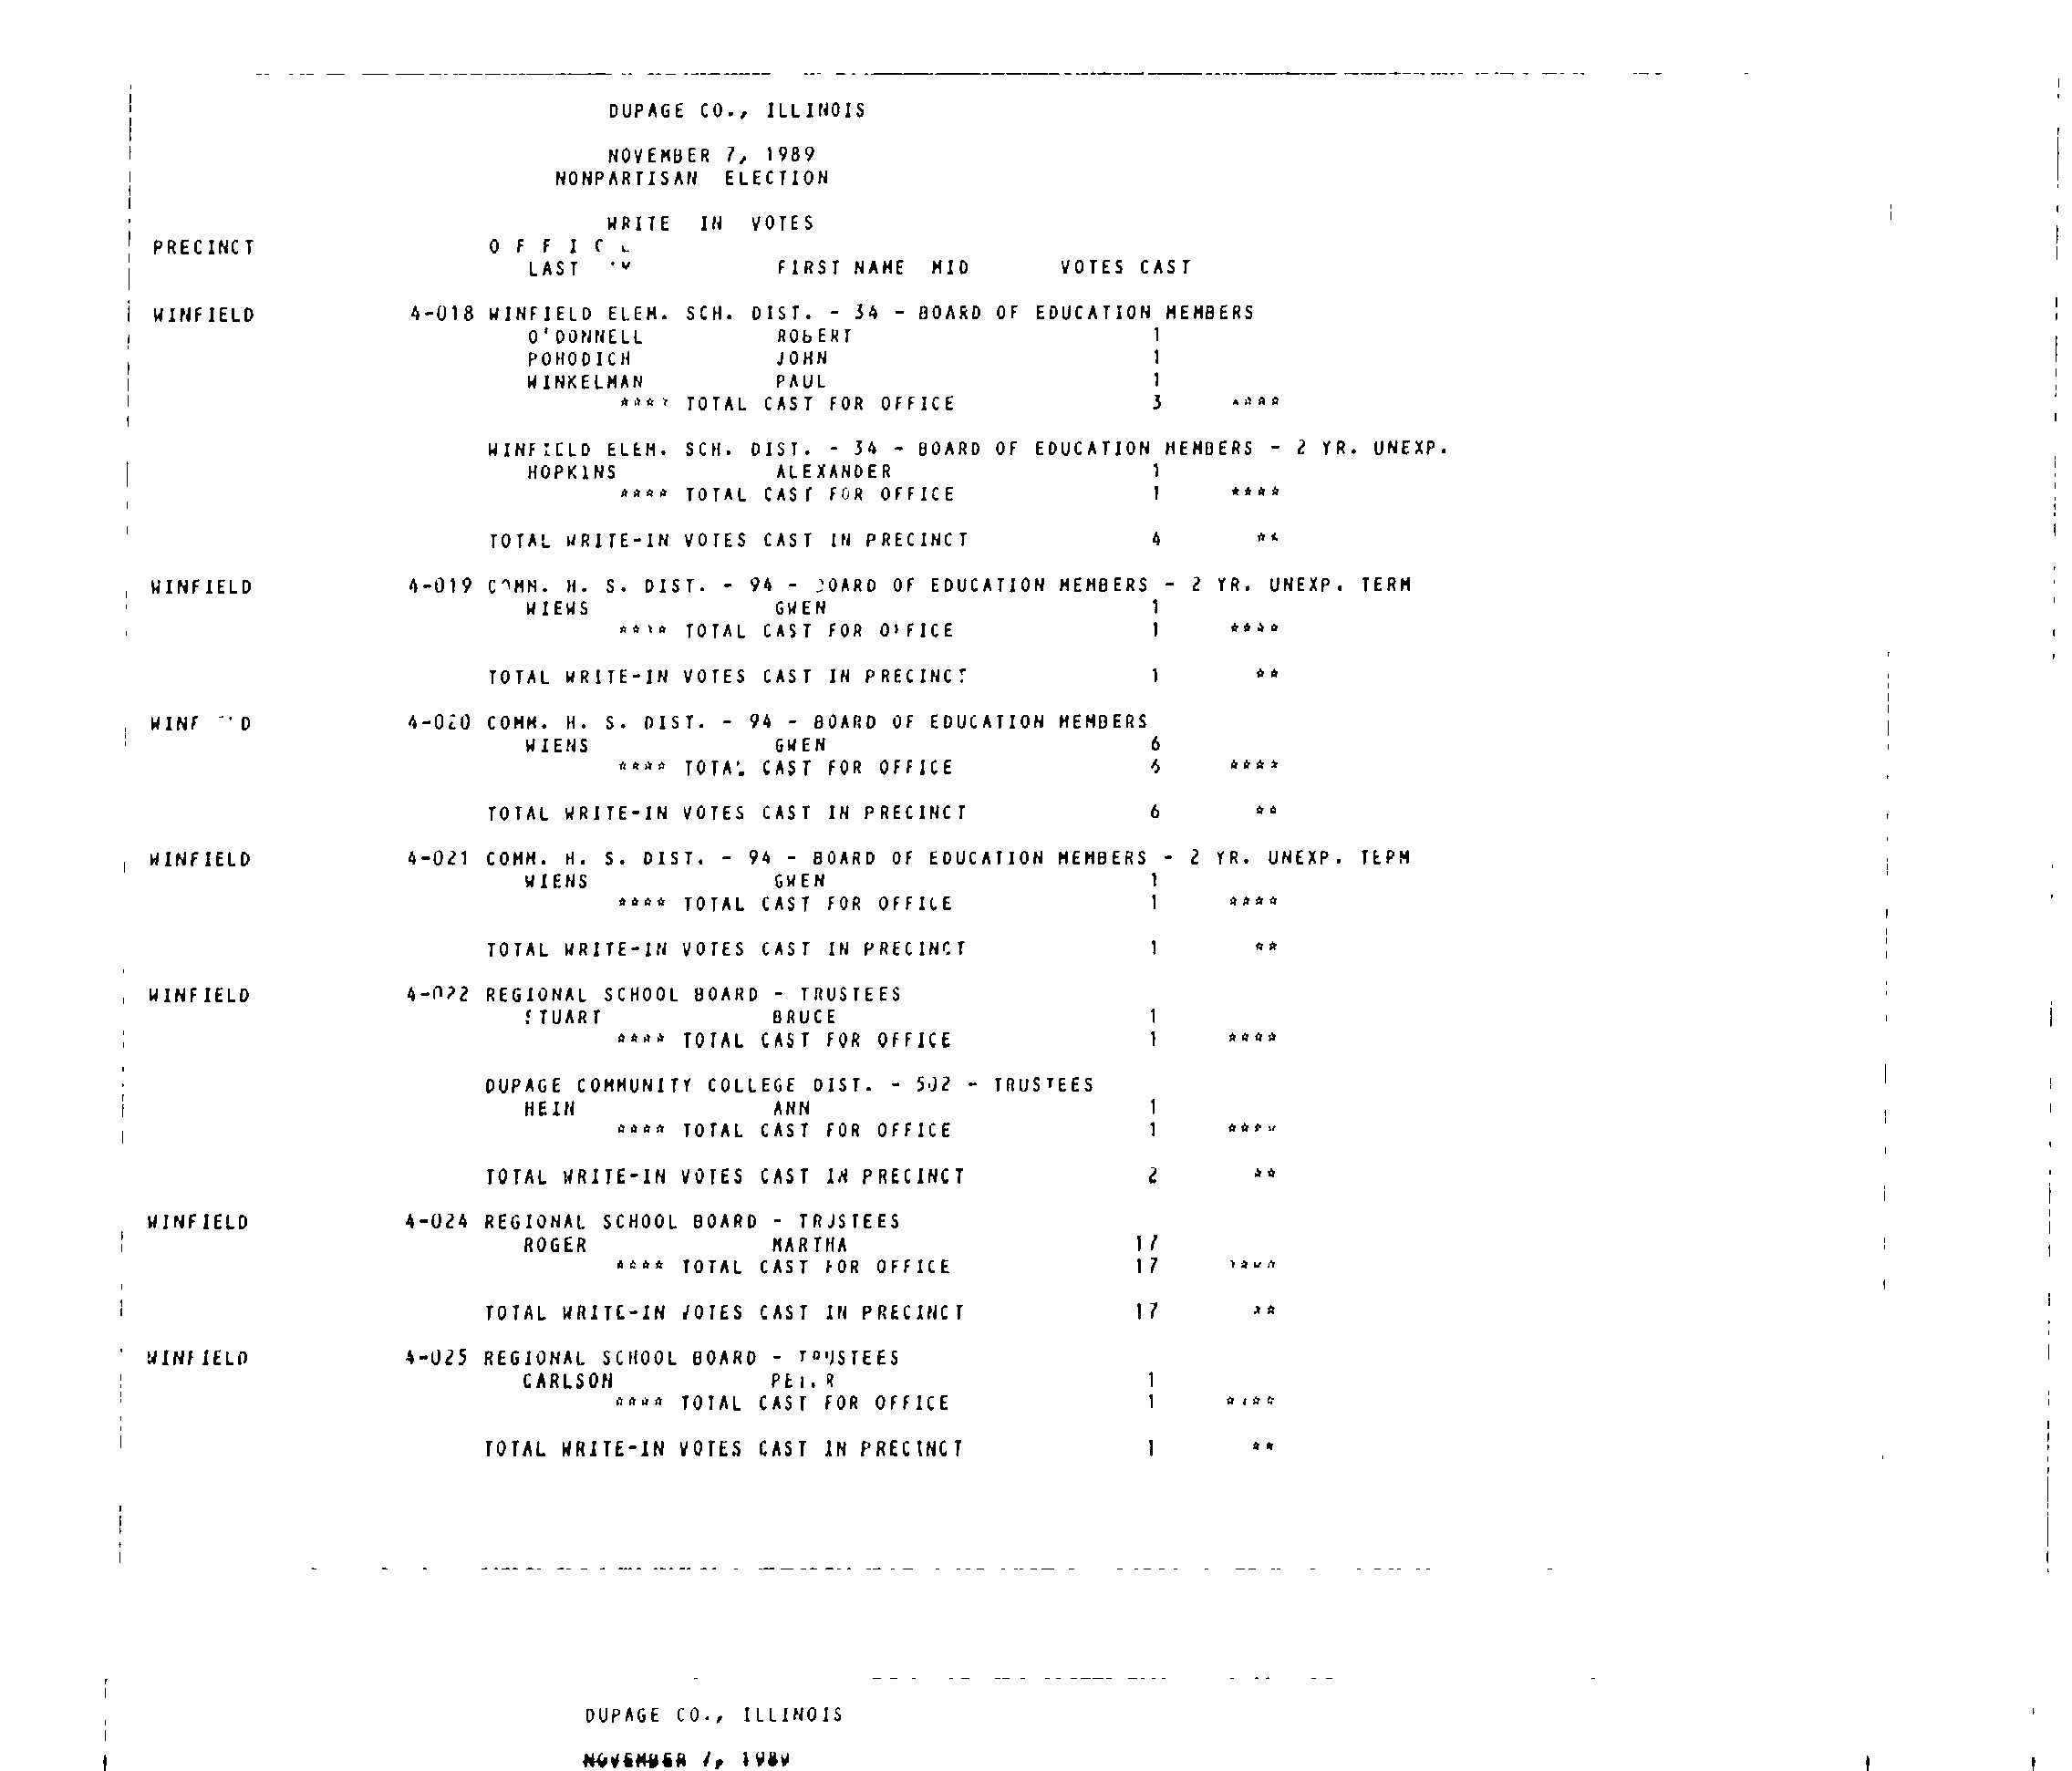 DUPAGE CO., ILLINOIS
NOVEMBER 7, 1989
NONPARTISAN ELECTION
WRITE IN VOTES
PRECINCT O F F I C
LAST FIRST NAME MID VOTES CAST
WINFIELD 4-018 WINFIELD ELEM. SCH. DIST. - 34 - BOARD OF EDUCATION MEMBERS
O'DONNELL ROBERT 1
POHODICH JOHN 1
WINKELMAN PAUL 1
**** TOTAL CAST FOR OFFICE 3 ****
WINFIELD ELEM. SCH. DIST. - 34 - BOARD OF EDUCATION MEMBERS - 2 YR. UNEXP.
HOPKINS ALEXANDER 1
**** TOTAL CAST FOR OFFICE 1 ****
TOTAL WRITE-IN VOTES CAST IN PRECINCT 4 **
WINFIELD 4-019 COMM. H. S. DIST. - 94 - BOARD OF EDUCATION MEMBERS - 2 YR. UNEXP. TERM
WIEWS GWEN 1
**** TOTAL CAST FOR OFFICE 1 ****
TOTAL WRITE-IN VOTES CAST IN PRECINCT 1 **
4-020 COMM. H. S. DIST. - 94 - BOARD OF EDUCATION MEMBERS
WIENS GWEN 6
**** TOTAL CAST FOR OFFICE 6 ****
TOTAL WRITE-IN VOTES CAST IN PRECINCT 6 **
WINFIELD 4-021 COMM. H. S. DIST. - 94 - BOARD OF EDUCATION MEMBERS - 2 YR. UNEXP. TERM
WIENS GWEN 1
**** TOTAL CAST FOR OFFICE 1 ****
TOTAL WRITE-IN VOTES CAST IN PRECINCT 1 **
WINFIELD 4-022 REGIONAL SCHOOL BOARD - TRUSTEES
STUART BRUCE 1
**** TOTAL CAST FOR OFFICE 1 ****
DUPAGE COMMUNITY COLLEGE DIST. - 502 - TRUSTEES
HEIN ANN 1
**** TOTAL CAST FOR OFFICE 1 ****
TOTAL WRITE-IN VOTES CAST IN PRECINCT 2 **
WINFIELD 4-024 REGIONAL SCHOOL BOARD - TRUSTEES
ROGER MARTHA 17
**** TOTAL CAST FOR OFFICE 17 ****
TOTAL WRITE-IN VOTES CAST IN PRECINCT 17 **
WINFIELD 4-025 REGIONAL SCHOOL BOARD - TRUSTEES
CARLSON PETER 1
**** TOTAL CAST FOR OFFICE 1 ****
TOTAL WRITE-IN VOTES CAST IN PRECINCT 1 **
DUPAGE CO., ILLINOIS
NOVEMBER 7, 1989